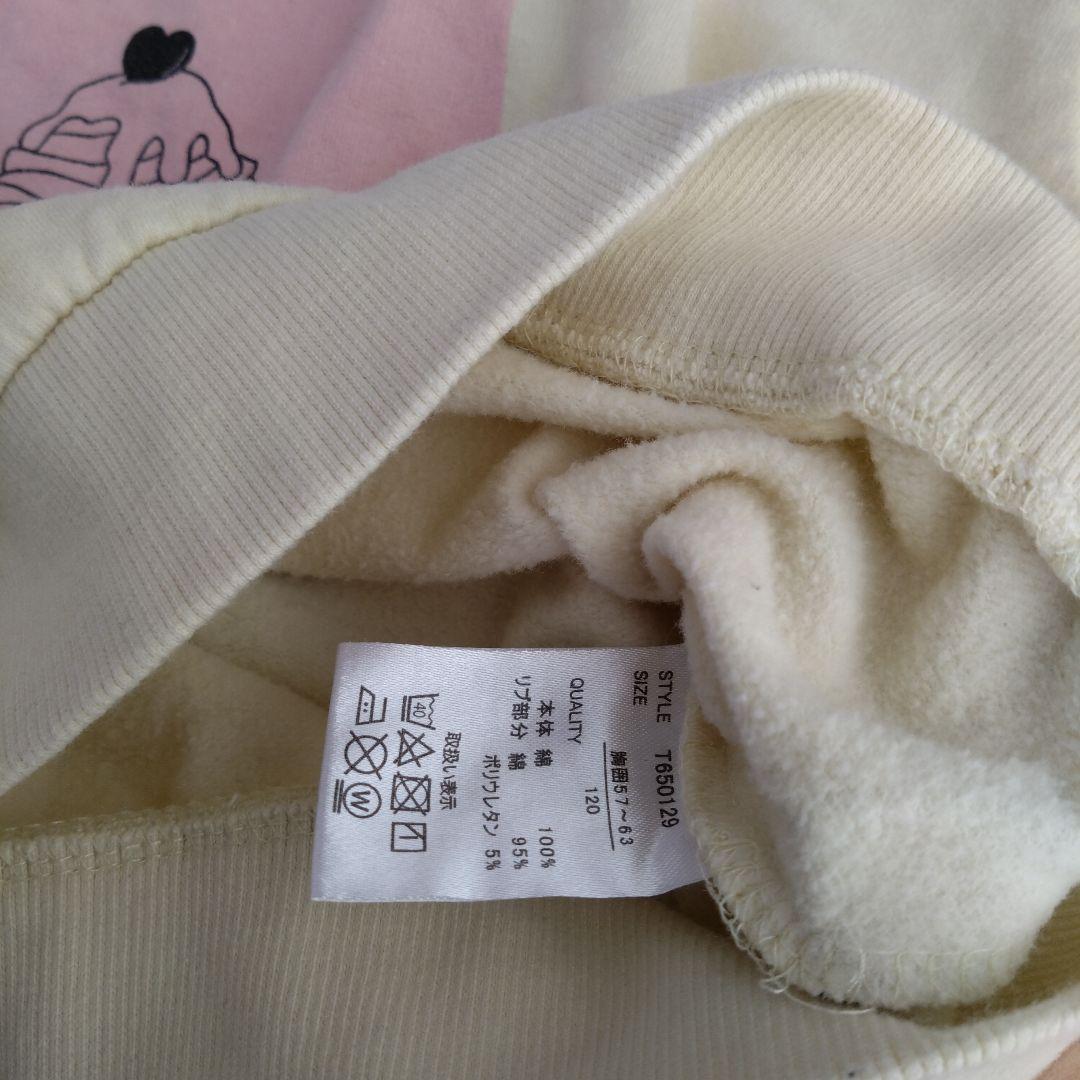 STYLE T650129
SIZE
胸囲57~63
120
QUALITY
本体 綿 100%
リブ部分 綿 95%
ポリウレタン 5%
取扱い表示
40
W